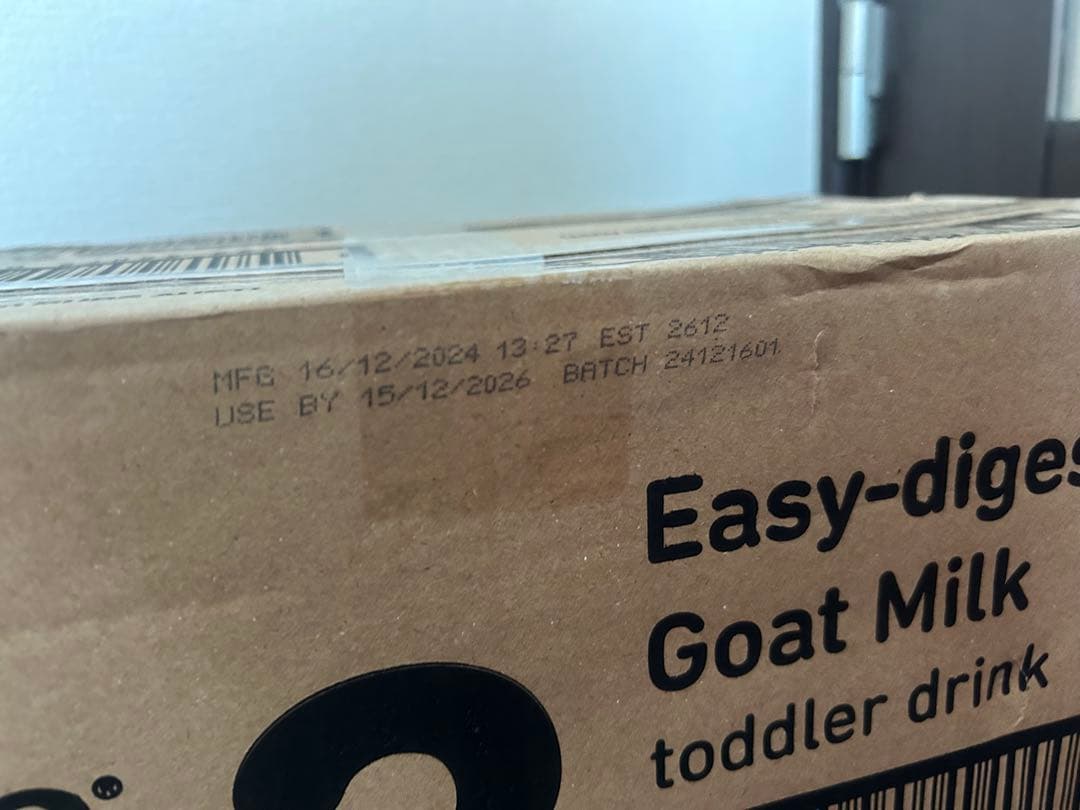 MFG 16/12/2024 13:27 EST 2612
USE BY 15/12/2026 BATCH 24121601
Easy-diges
Goat Milk
toddler drink